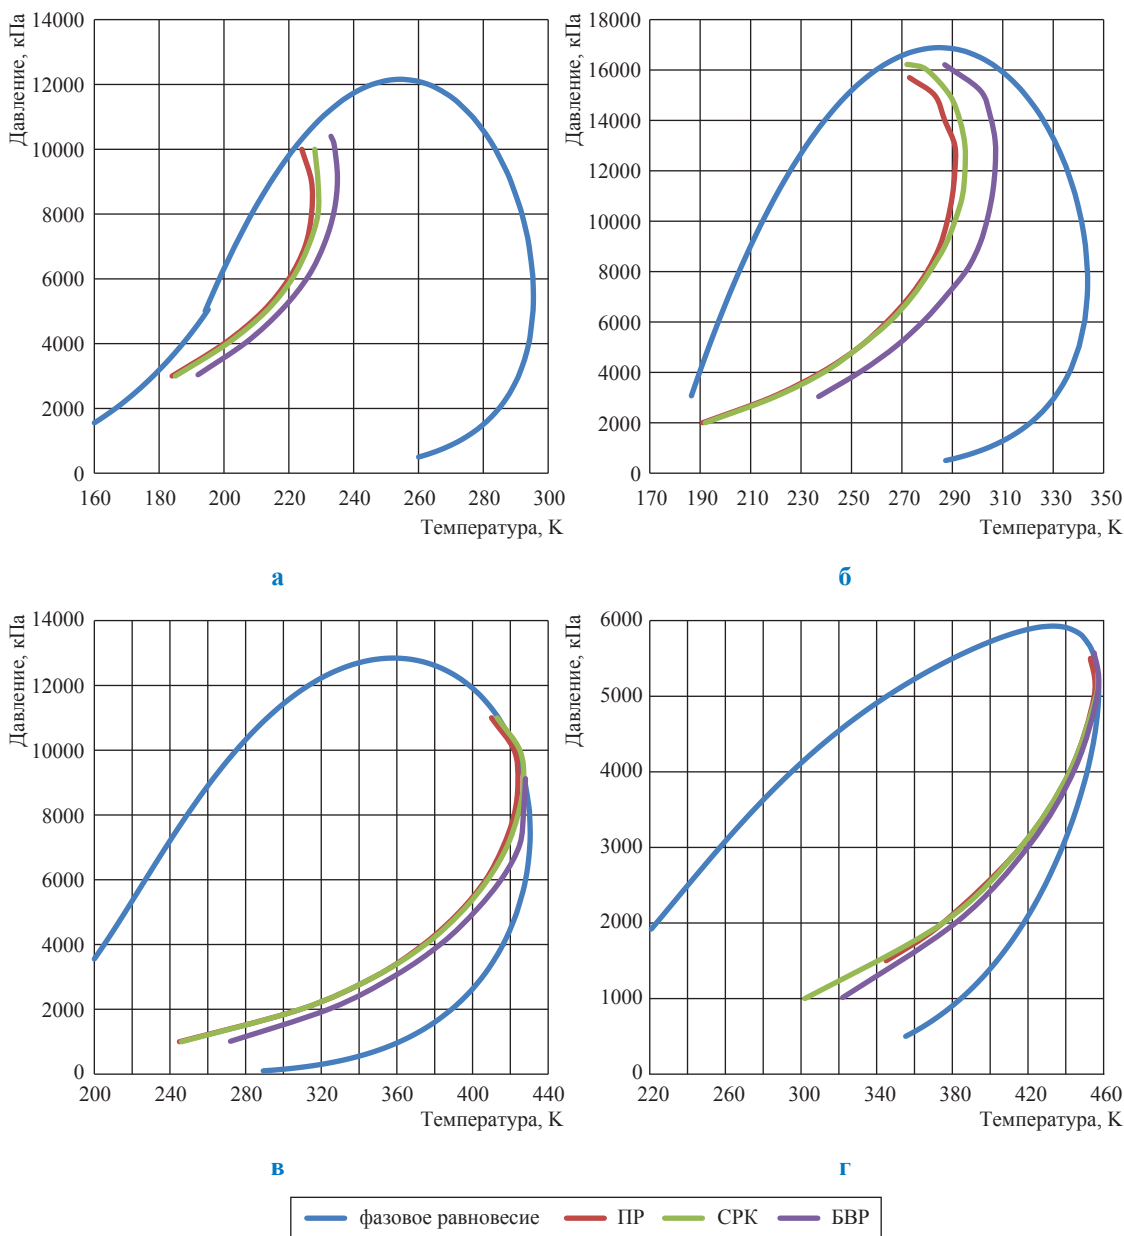 Давление, кПа
14000
12000
10000
8000
6000
4000
2000
0
160 180 200 220 240 260 280 300
Температура, K
а
Давление, кПа
18000
16000
14000
12000
10000
8000
6000
4000
2000
0
170 190 210 230 250 270 290 310 330 350
Температура, K
б
Давление, кПа
14000
12000
10000
8000
6000
4000
2000
0
200 240 280 320 360 400 440
Температура, K
в
Давление, кПа
6000
5000
4000
3000
2000
1000
0
220 260 300 340 380 420 460
Температура, K
г
фазовое равновесие ПР СРК БВР